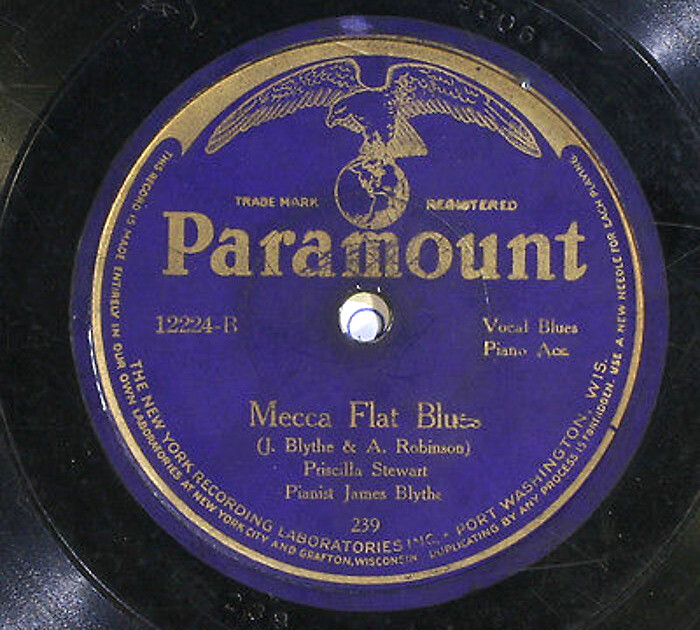 TRADE MARK REGISTERED
Paramount
12224-B
Vocal Blues
Piano Acc.
Mecca Flat Blues
(J. Blythe & A. Robinson)
Priscilla Stewart
Pianist James Blythe
239
THE NEW YORK RECORDING LABORATORIES INC. - PORT WASHINGTON, WIS.
THIS RECORD IS MADE ENTIRELY IN OUR OWN LABORATORIES AT NEW YORK CITY AND GRAFTON, WISCONSIN DUPLICATING BY ANY PROCESS IS FORBIDDEN. USE A NEW NEEDLE FOR EACH PLAYING.